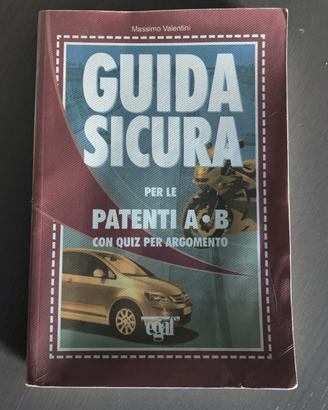 Massimo Valentini
GUIDA
SICURA
PER LE
PATENTI A•B
CON QUIZ PER ARGOMENTO
egaf